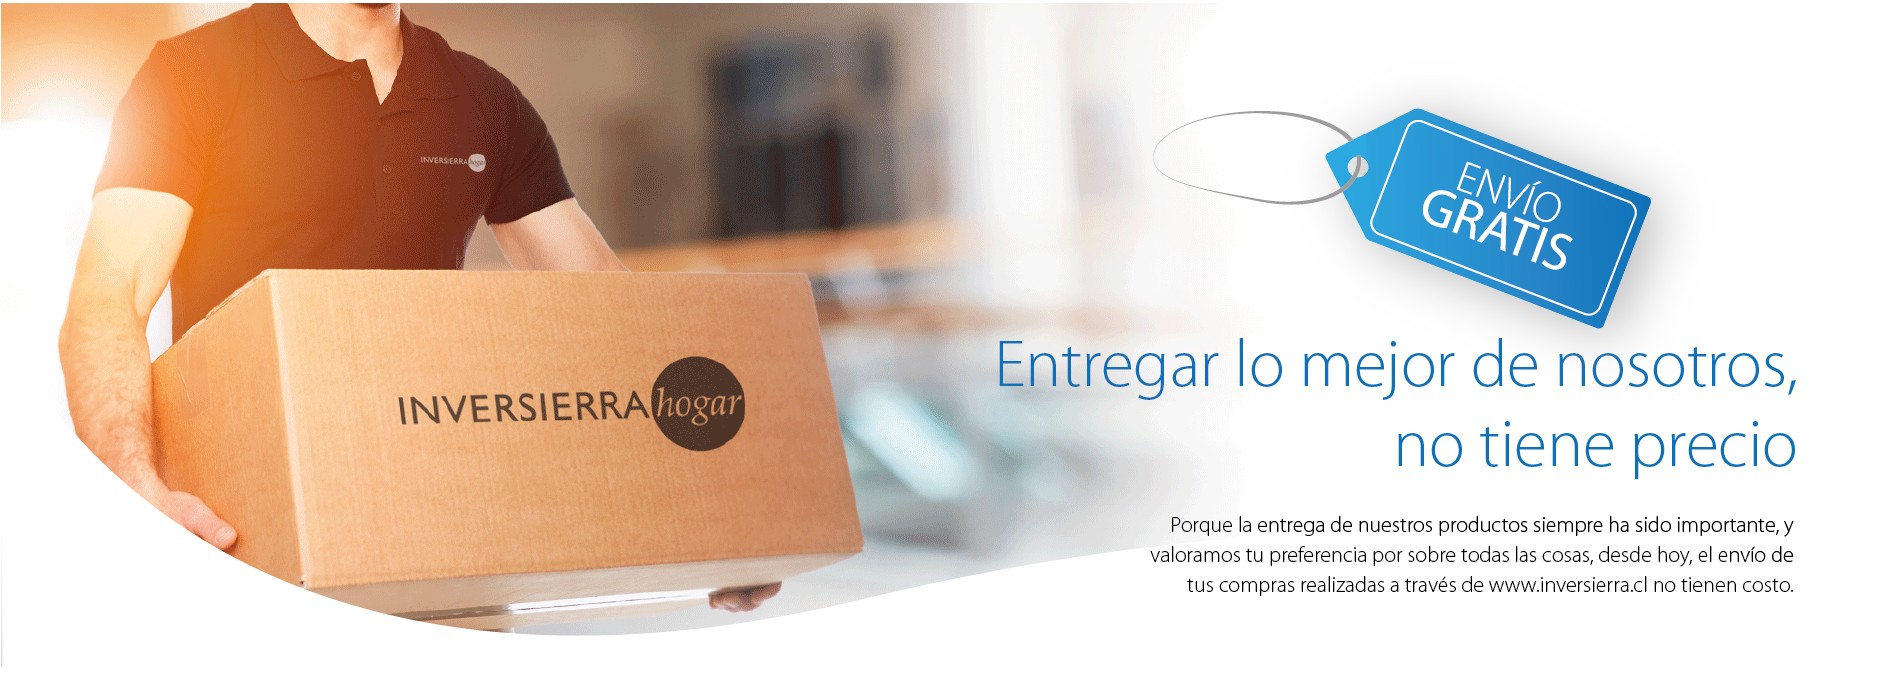 INVERSIERRA hogar
INVERSIERRA hogar
ENVÍO
GRATIS
Entregar lo mejor de nosotros,
no tiene precio
Porque la entrega de nuestros productos siempre ha sido importante, y
valoramos tu preferencia por sobre todas las cosas, desde hoy, el envío de
tus compras realizadas a través de www.inversierra.cl no tienen costo.